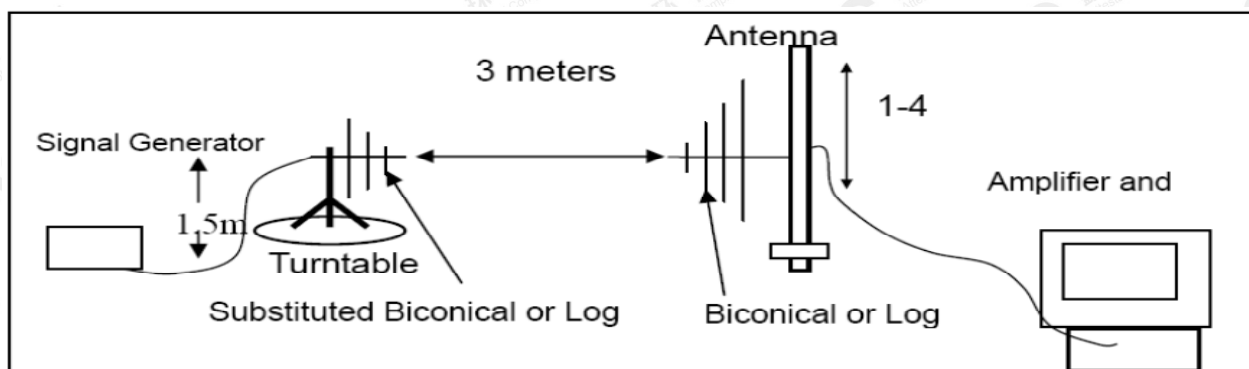 Antenna
3 meters
1-4
Signal Generator
Amplifier and
1,5m
Turntable
Substituted Biconical or Log
Biconical or Log